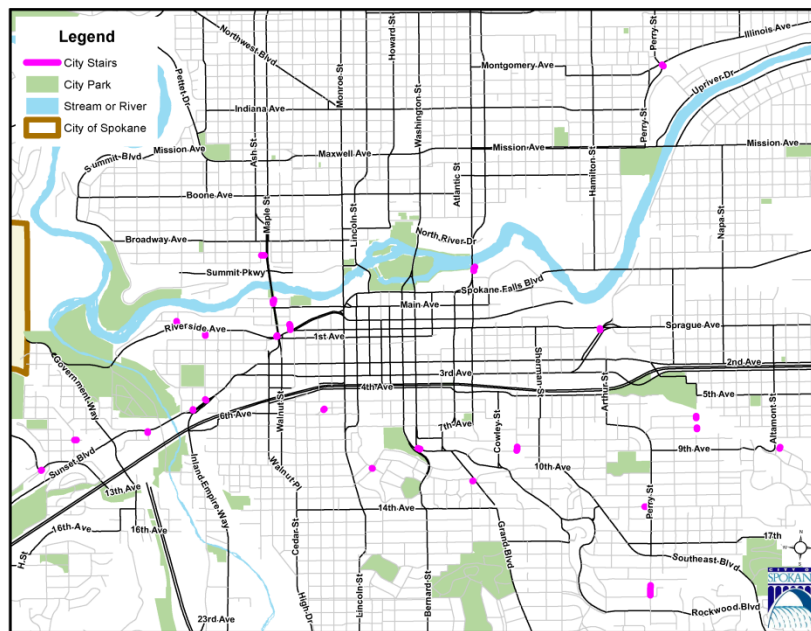 Legend
City Stairs
City Park
Stream or River
City of Spokane
Northwest Blvd
Pettet Dr
Monroe St
Howard St
Washington St
Montgomery Ave
Perry St
Illinois Ave
Upriver Dr
Indiana Ave
Ash St
Summit Blvd
Mission Ave
Maxwell Ave
Mission Ave
Perry St
Mission Ave
Atlantic St
Hamilton St
Boone Ave
Maple St
Lincoln St
Napa St
Broadway Ave
North River Dr
Summit Pkwy
Spokane Falls Blvd
Main Ave
Riverside Ave
1st Ave
Sprague Ave
Government Way
Sherman St
2nd Ave
3rd Ave
4th Ave
Arthur St
5th Ave
Walnut St
6th Ave
7th Ave
Cowley St
Altamont St
9th Ave
Sunset Blvd
10th Ave
Walnut Pl
Inland Empire Way
13th Ave
14th Ave
Perry St
16th Ave
16th Ave
Cedar St
Grand Blvd
17th
H St
Southeast Blvd
Lincoln St
Bernard St
High Dr
23rd Ave
Rockwood Blvd
N
CITY OF
SPOKANE